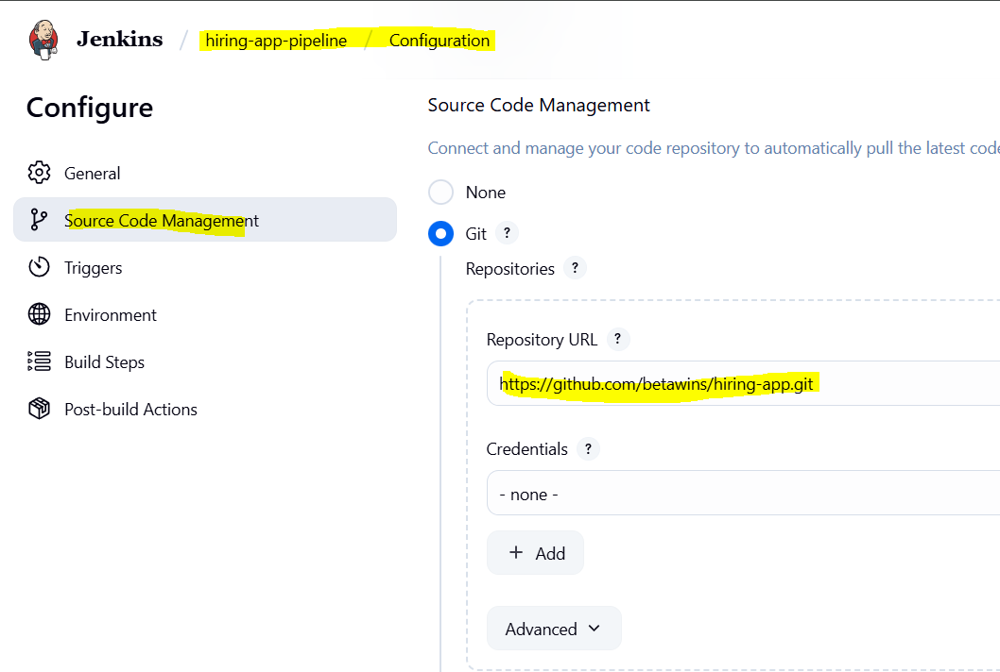 Jenkins / hiring-app-pipeline / Configuration
Configure
General
Source Code Management
Triggers
Environment
Build Steps
Post-build Actions
Source Code Management
Connect and manage your code repository to automatically pull the latest code
None
Git ?
Repositories ?
Repository URL ?
https://github.com/betawins/hiring-app.git
Credentials ?
- none -
+ Add
Advanced